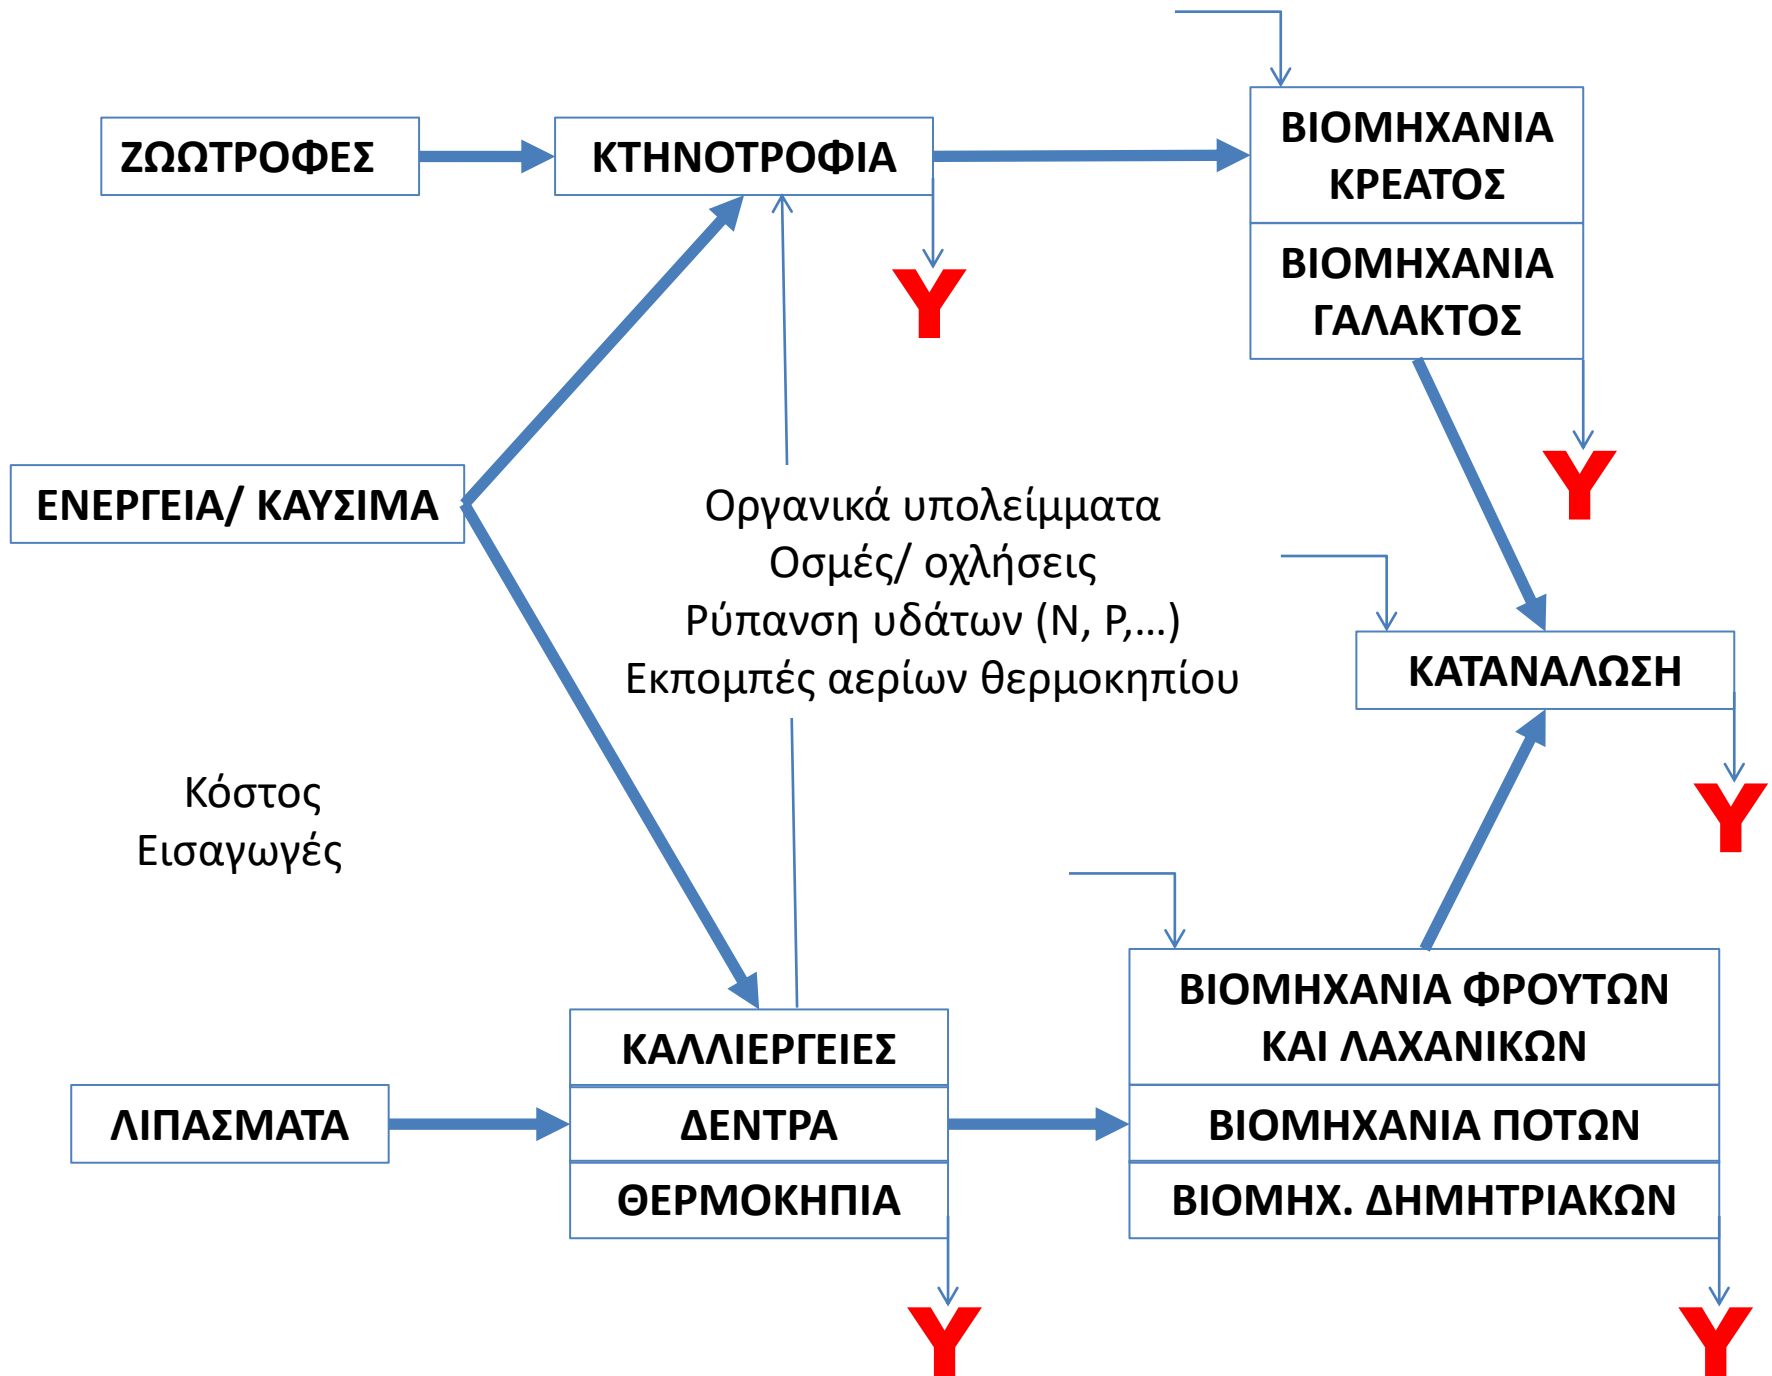 ΖΩΩΤΡΟΦΕΣ
ΚΤΗΝΟΤΡΟΦΙΑ
ΒΙΟΜΗΧΑΝΙΑ
ΚΡΕΑΤΟΣ
ΒΙΟΜΗΧΑΝΙΑ
ΓΑΛΑΚΤΟΣ
Υ
Υ
ΕΝΕΡΓΕΙΑ/ ΚΑΥΣΙΜΑ
Οργανικά υπολείμματα
Οσμές/ οχλήσεις
Ρύπανση υδάτων (Ν, Ρ,...)
Εκπομπές αερίων θερμοκηπίου
ΚΑΤΑΝΑΛΩΣΗ
Υ
Κόστος
Εισαγωγές
ΛΙΠΑΣΜΑΤΑ
ΚΑΛΛΙΕΡΓΕΙΕΣ
ΔΕΝΤΡΑ
ΘΕΡΜΟΚΗΠΙΑ
ΒΙΟΜΗΧΑΝΙΑ ΦΡΟΥΤΩΝ
ΚΑΙ ΛΑΧΑΝΙΚΩΝ
ΒΙΟΜΗΧΑΝΙΑ ΠΟΤΩΝ
ΒΙΟΜΗΧ. ΔΗΜΗΤΡΙΑΚΩΝ
Υ
Υ